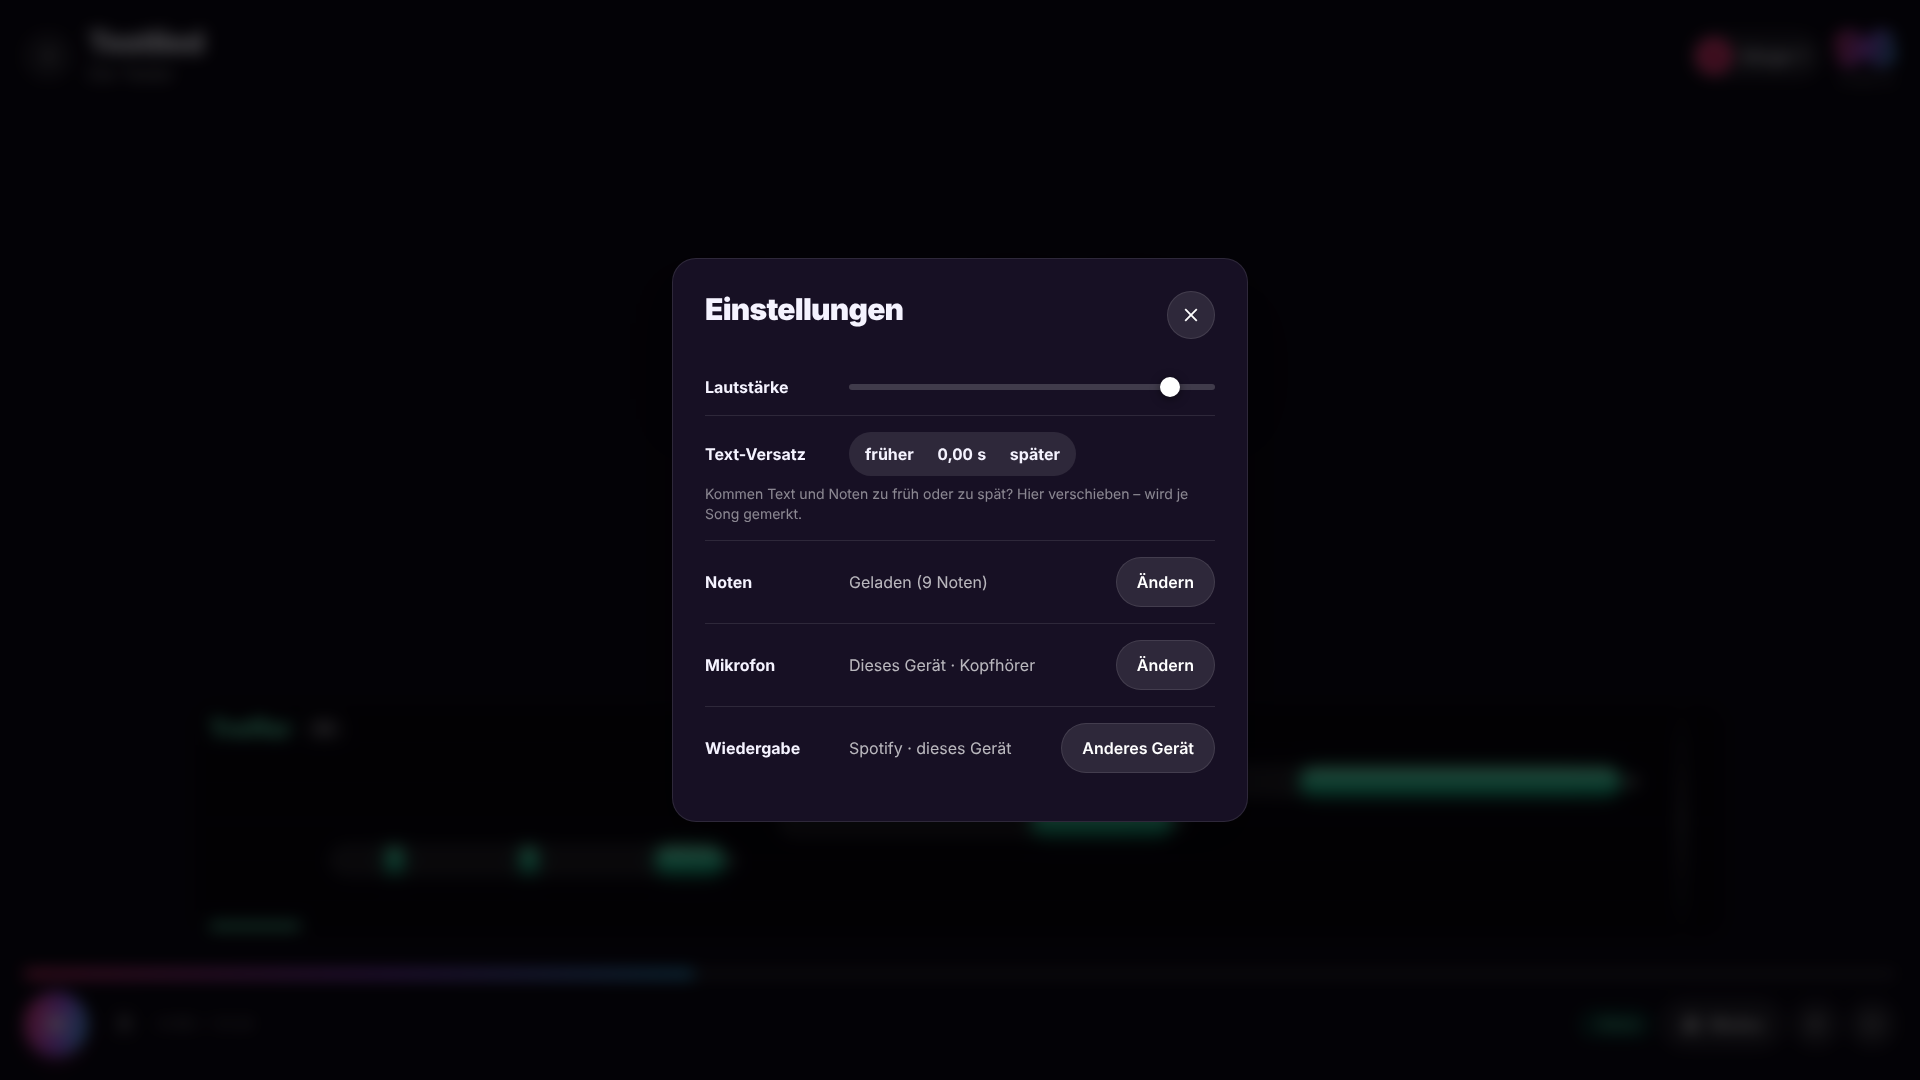 Einstellungen
Lautstärke
Text-Versatz
früher 0,00 s später
Kommen Text und Noten zu früh oder zu spät? Hier verschieben – wird je
Song gemerkt.
Noten
Geladen (9 Noten)
Ändern
Mikrofon
Dieses Gerät · Kopfhörer
Ändern
Wiedergabe
Spotify · dieses Gerät
Anderes Gerät